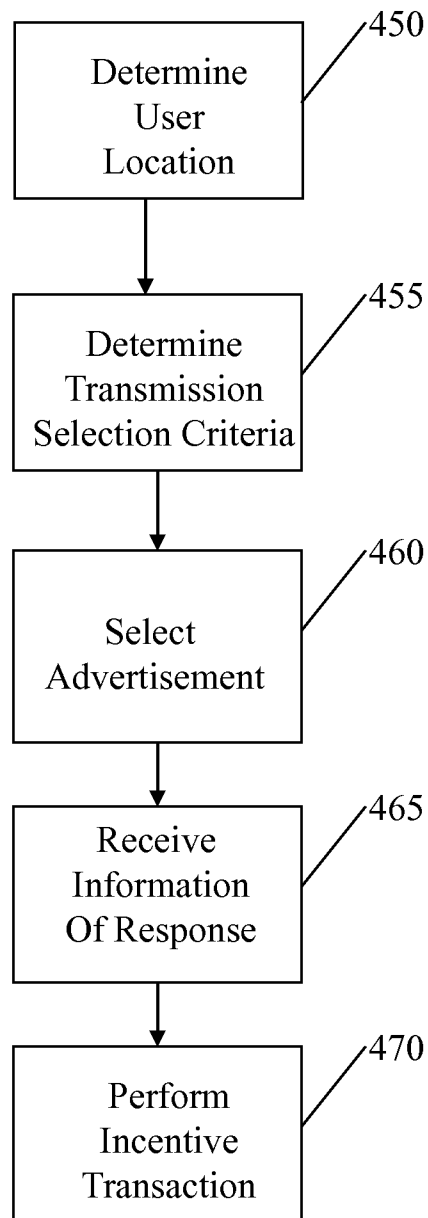 450
Determine
User
Location
455
Determine
Transmission
Selection Criteria
460
Select
Advertisement
465
Receive
Information
Of Response
470
Perform
Incentive
Transaction